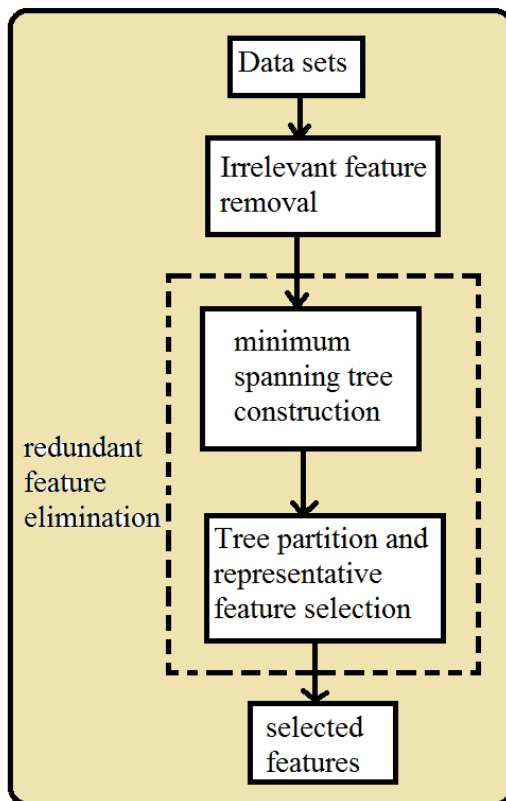 Data sets
Irrelevant feature
removal
minimum
spanning tree
construction
redundant
feature
elimination
Tree partition and
representative
feature selection
selected
features